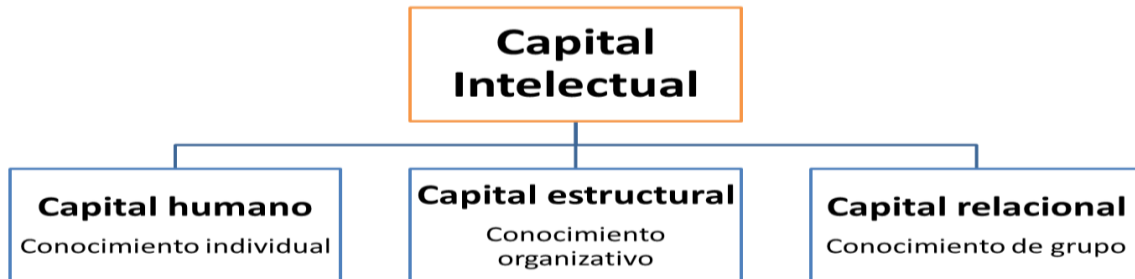 Capital
Intelectual
Capital humano
Conocimiento individual
Capital estructural
Conocimiento
organizativo
Capital relacional
Conocimiento de grupo